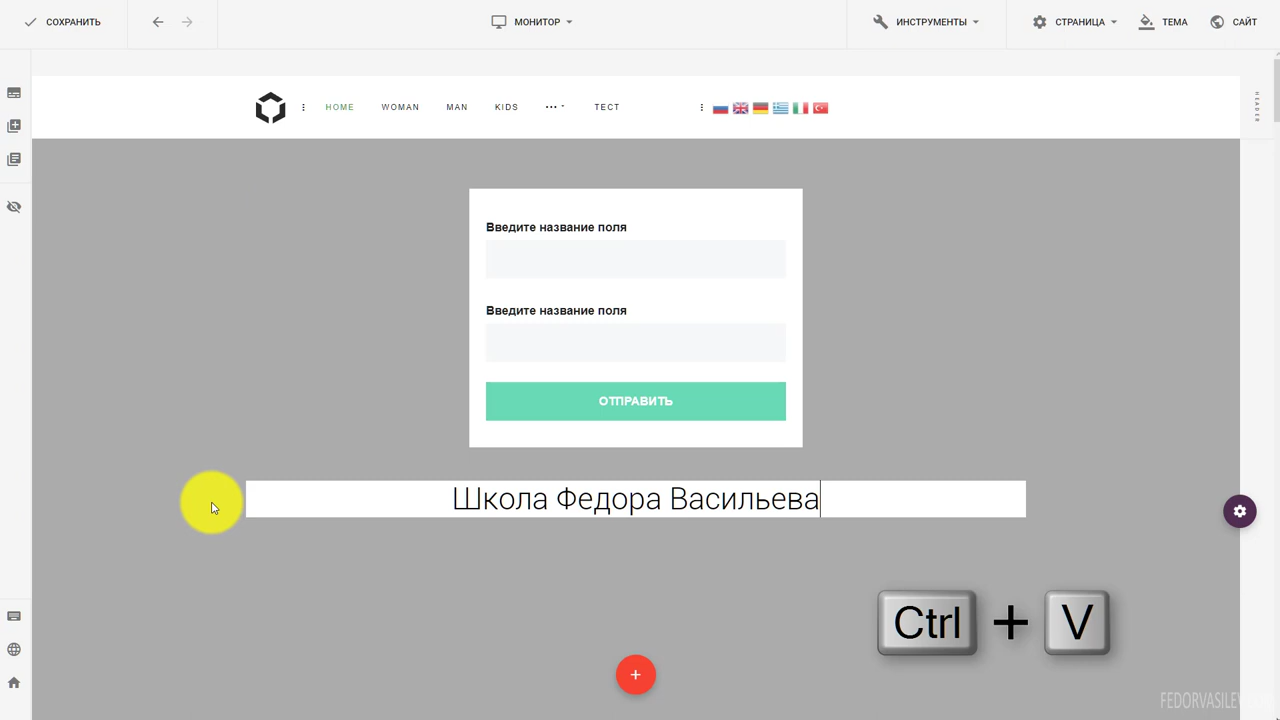 СОХРАНИТЬ
МОНИТОР
ИНСТРУМЕНТЫ
СТРАНИЦА
ТЕМА
САЙТ
HOME WOMAN MAN KIDS ТЕСТ
HEADER
Введите название поля
Введите название поля
ОТПРАВИТЬ
Школа Федора Васильева
Ctrl + V